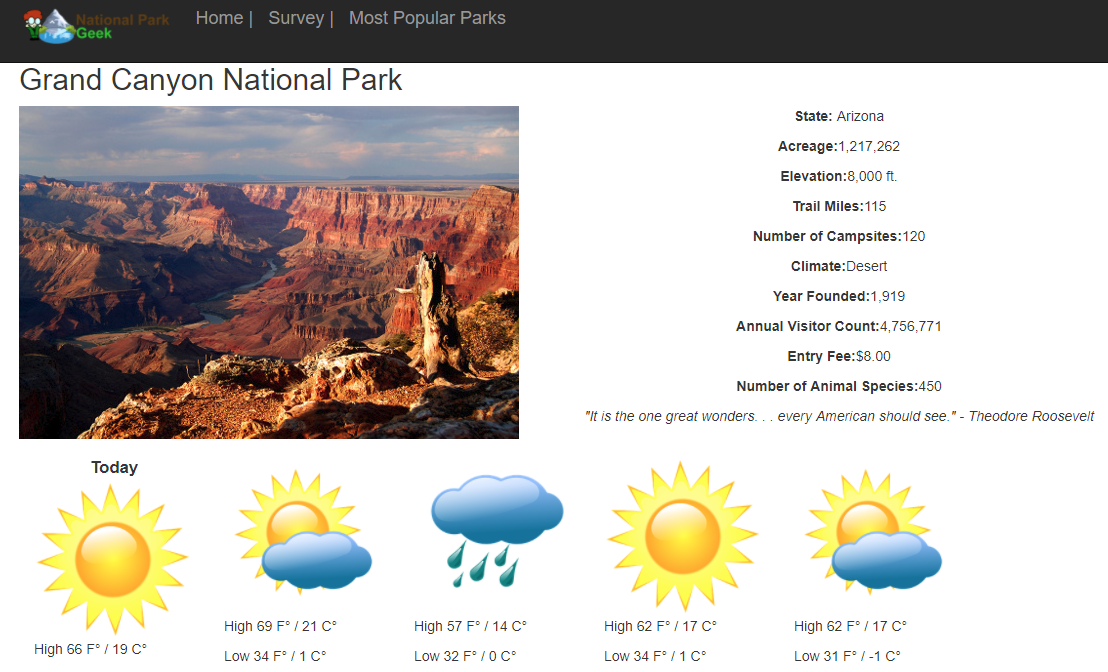 National Park
Geek
Home | Survey | Most Popular Parks
Grand Canyon National Park
State: Arizona
Acreage:1,217,262
Elevation:8,000 ft.
Trail Miles:115
Number of Campsites:120
Climate:Desert
Year Founded:1,919
Annual Visitor Count:4,756,771
Entry Fee:$8.00
Number of Animal Species:450
"It is the one great wonders. . . every American should see." - Theodore Roosevelt
Today
High 66 F° / 19 C°
High 69 F° / 21 C°
Low 34 F° / 1 C°
High 57 F° / 14 C°
Low 32 F° / 0 C°
High 62 F° / 17 C°
Low 34 F° / 1 C°
High 62 F° / 17 C°
Low 31 F° / -1 C°